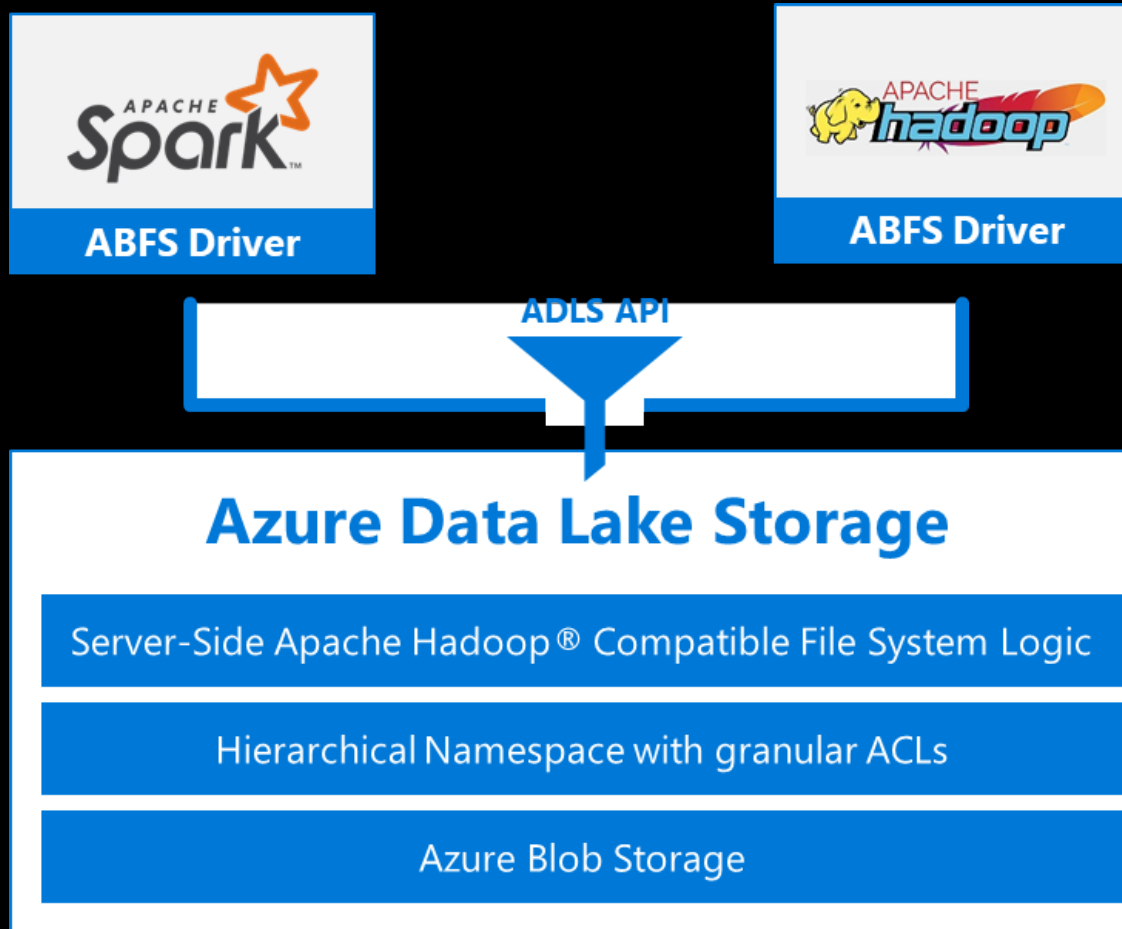 APACHE
Spark™
ABFS Driver
APACHE
hadoop
ABFS Driver
ADLS API
Azure Data Lake Storage
Server-Side Apache Hadoop® Compatible File System Logic
Hierarchical Namespace with granular ACLs
Azure Blob Storage